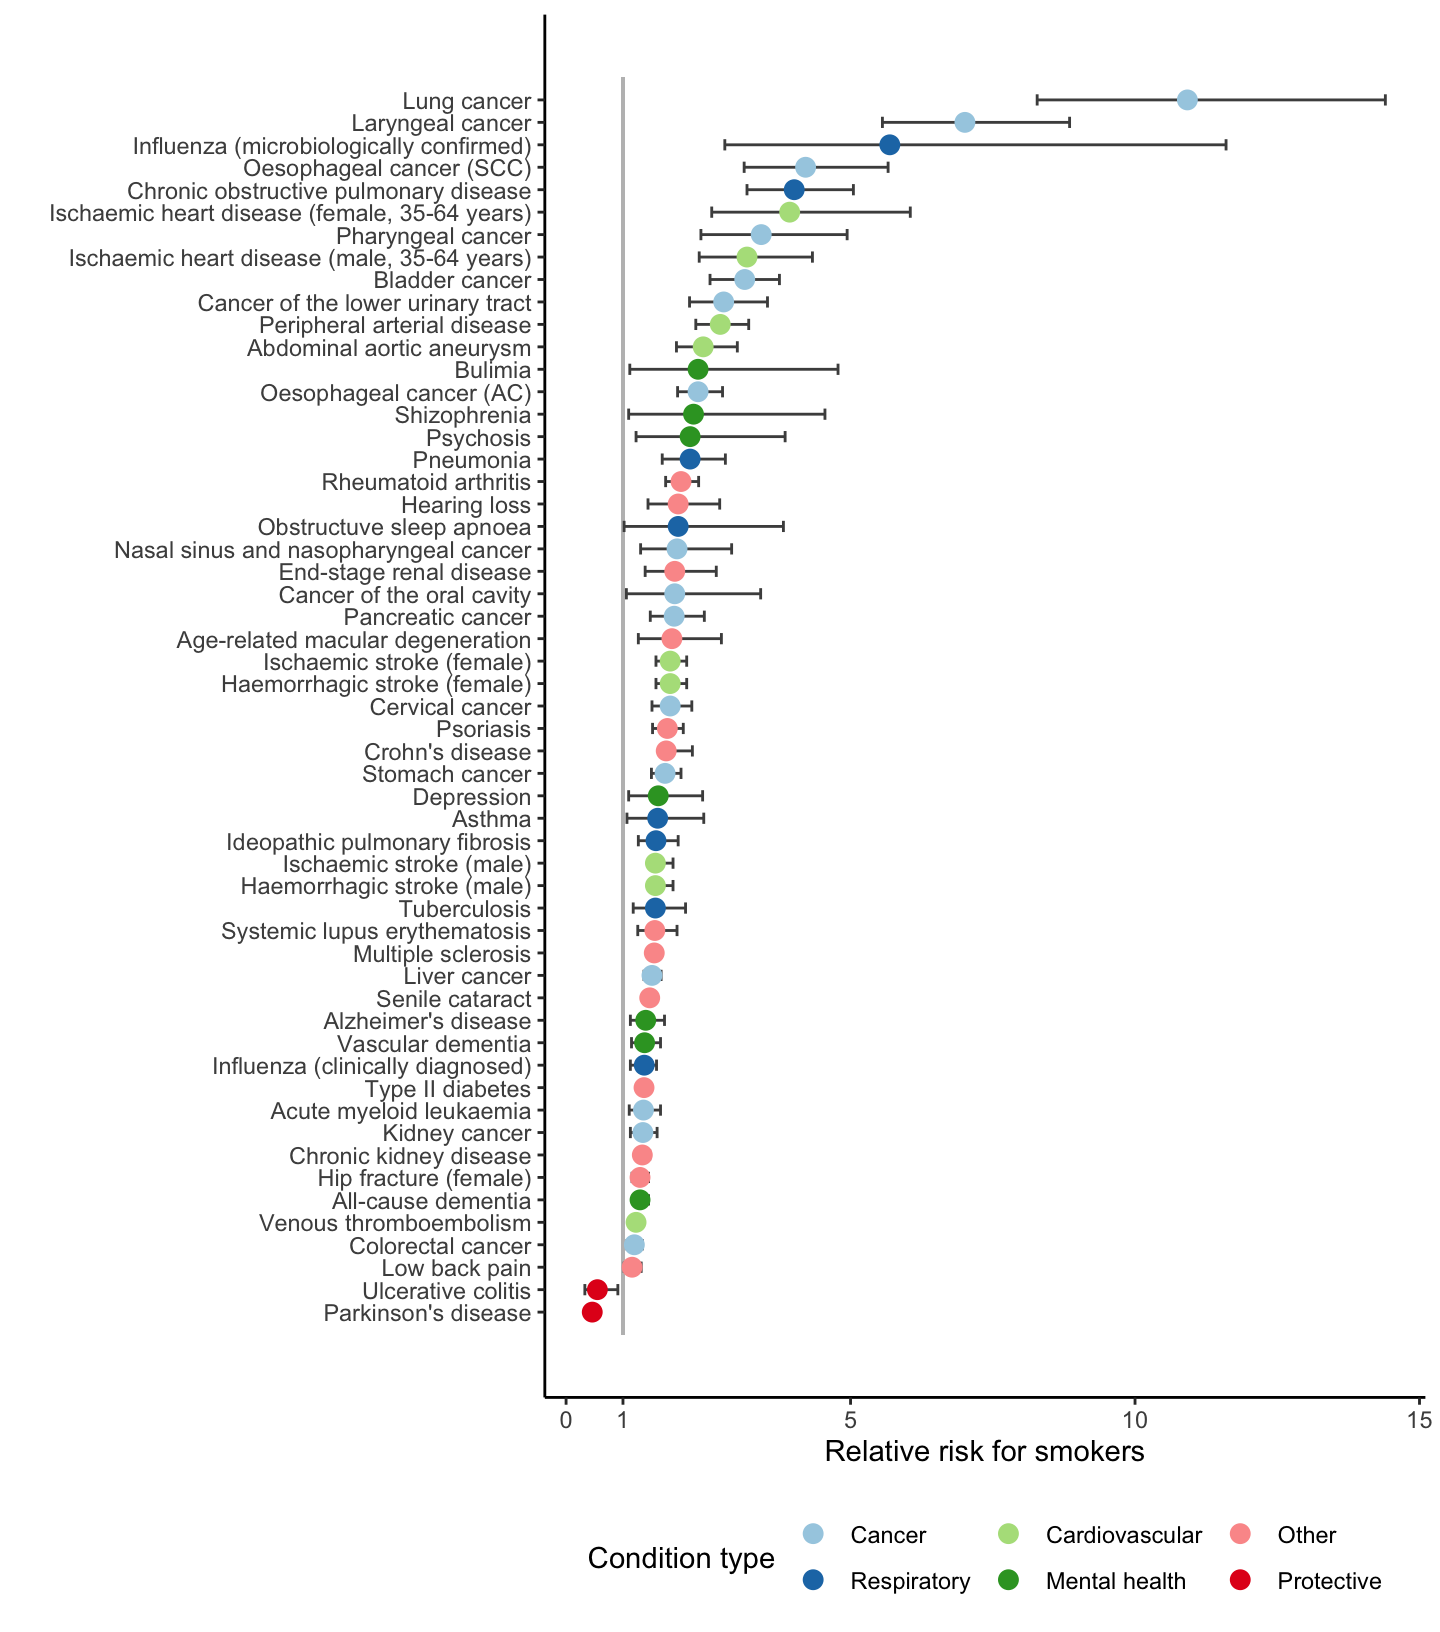 Lung cancer
Laryngeal cancer
Influenza (microbiologically confirmed)
Oesophageal cancer (SCC)
Chronic obstructive pulmonary disease
Ischaemic heart disease (female, 35-64 years)
Pharyngeal cancer
Ischaemic heart disease (male, 35-64 years)
Bladder cancer
Cancer of the lower urinary tract
Peripheral arterial disease
Abdominal aortic aneurysm
Bulimia
Oesophageal cancer (AC)
Shizophrenia
Psychosis
Pneumonia
Rheumatoid arthritis
Hearing loss
Obstructuve sleep apnoea
Nasal sinus and nasopharyngeal cancer
End-stage renal disease
Cancer of the oral cavity
Pancreatic cancer
Age-related macular degeneration
Ischaemic stroke (female)
Haemorrhagic stroke (female)
Cervical cancer
Psoriasis
Crohn's disease
Stomach cancer
Depression
Asthma
Ideopathic pulmonary fibrosis
Ischaemic stroke (male)
Haemorrhagic stroke (male)
Tuberculosis
Systemic lupus erythematosis
Multiple sclerosis
Liver cancer
Senile cataract
Alzheimer's disease
Vascular dementia
Influenza (clinically diagnosed)
Type II diabetes
Acute myeloid leukaemia
Kidney cancer
Chronic kidney disease
Hip fracture (female)
All-cause dementia
Venous thromboembolism
Colorectal cancer
Low back pain
Ulcerative colitis
Parkinson's disease
0 1 5 10 15
Relative risk for smokers
Condition type
Cancer Cardiovascular Other
Respiratory Mental health Protective